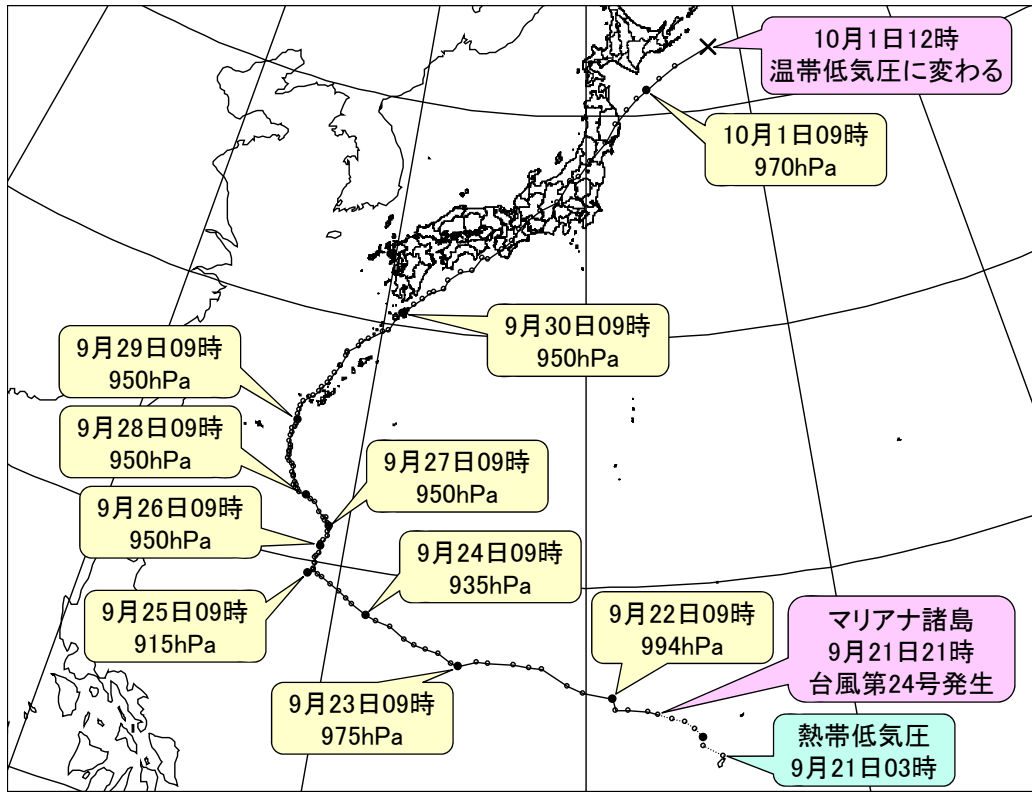 10月1日12時
温帯低気圧に変わる
10月1日09時
970hPa
9月30日09時
950hPa
9月29日09時
950hPa
9月28日09時
950hPa
9月27日09時
950hPa
9月26日09時
950hPa
9月24日09時
935hPa
9月25日09時
915hPa
9月22日09時
994hPa
マリアナ諸島
9月21日21時
台風第24号発生
9月23日09時
975hPa
熱帯低気圧
9月21日03時